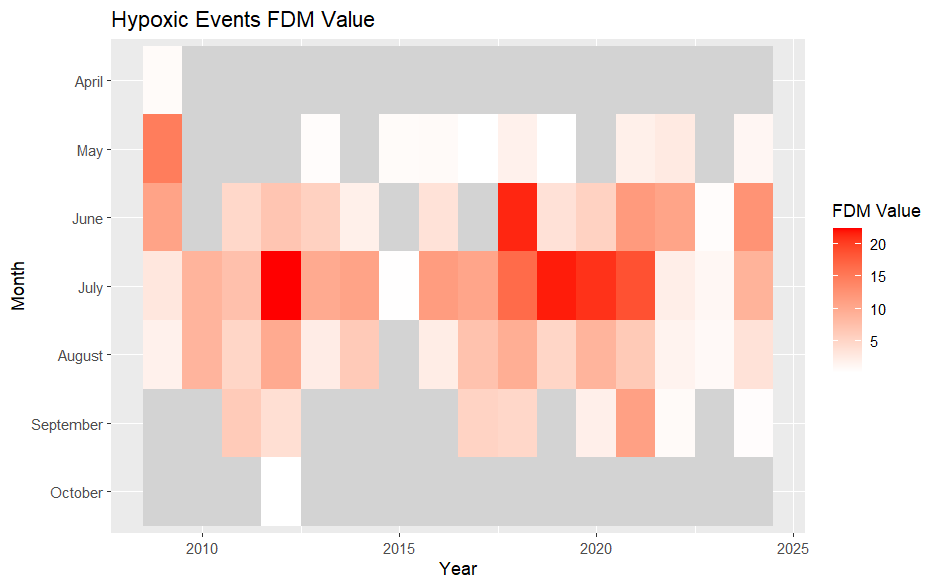 Hypoxic Events FDM Value
April
May
June
July
August
September
October
Month
2010
2015
2020
2025
Year
FDM Value
20
15
10
5